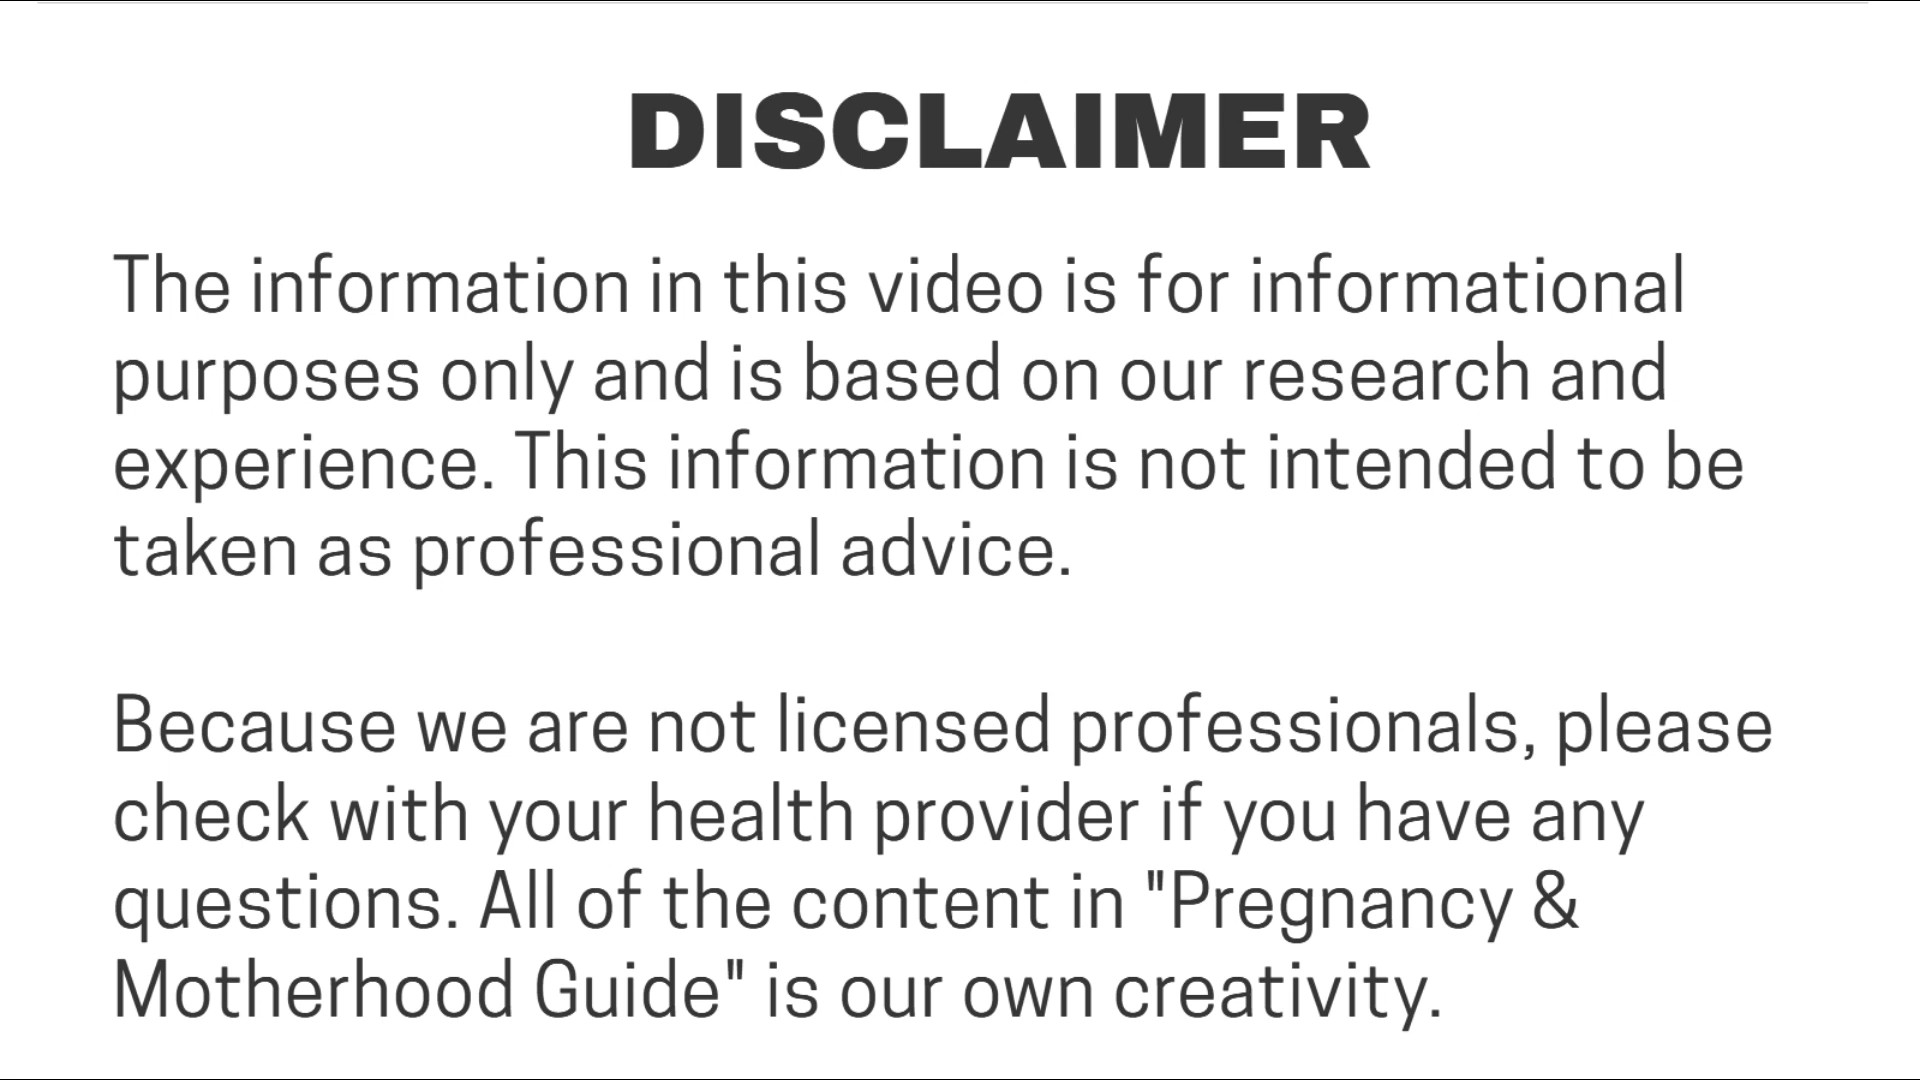 DISCLAIMER
The information in this video is for informational
purposes only and is based on our research and
experience. This information is not intended to be
taken as professional advice.
Because we are not licensed professionals, please
check with your health provider if you have any
questions. All of the content in "Pregnancy &
Motherhood Guide" is our own creativity.